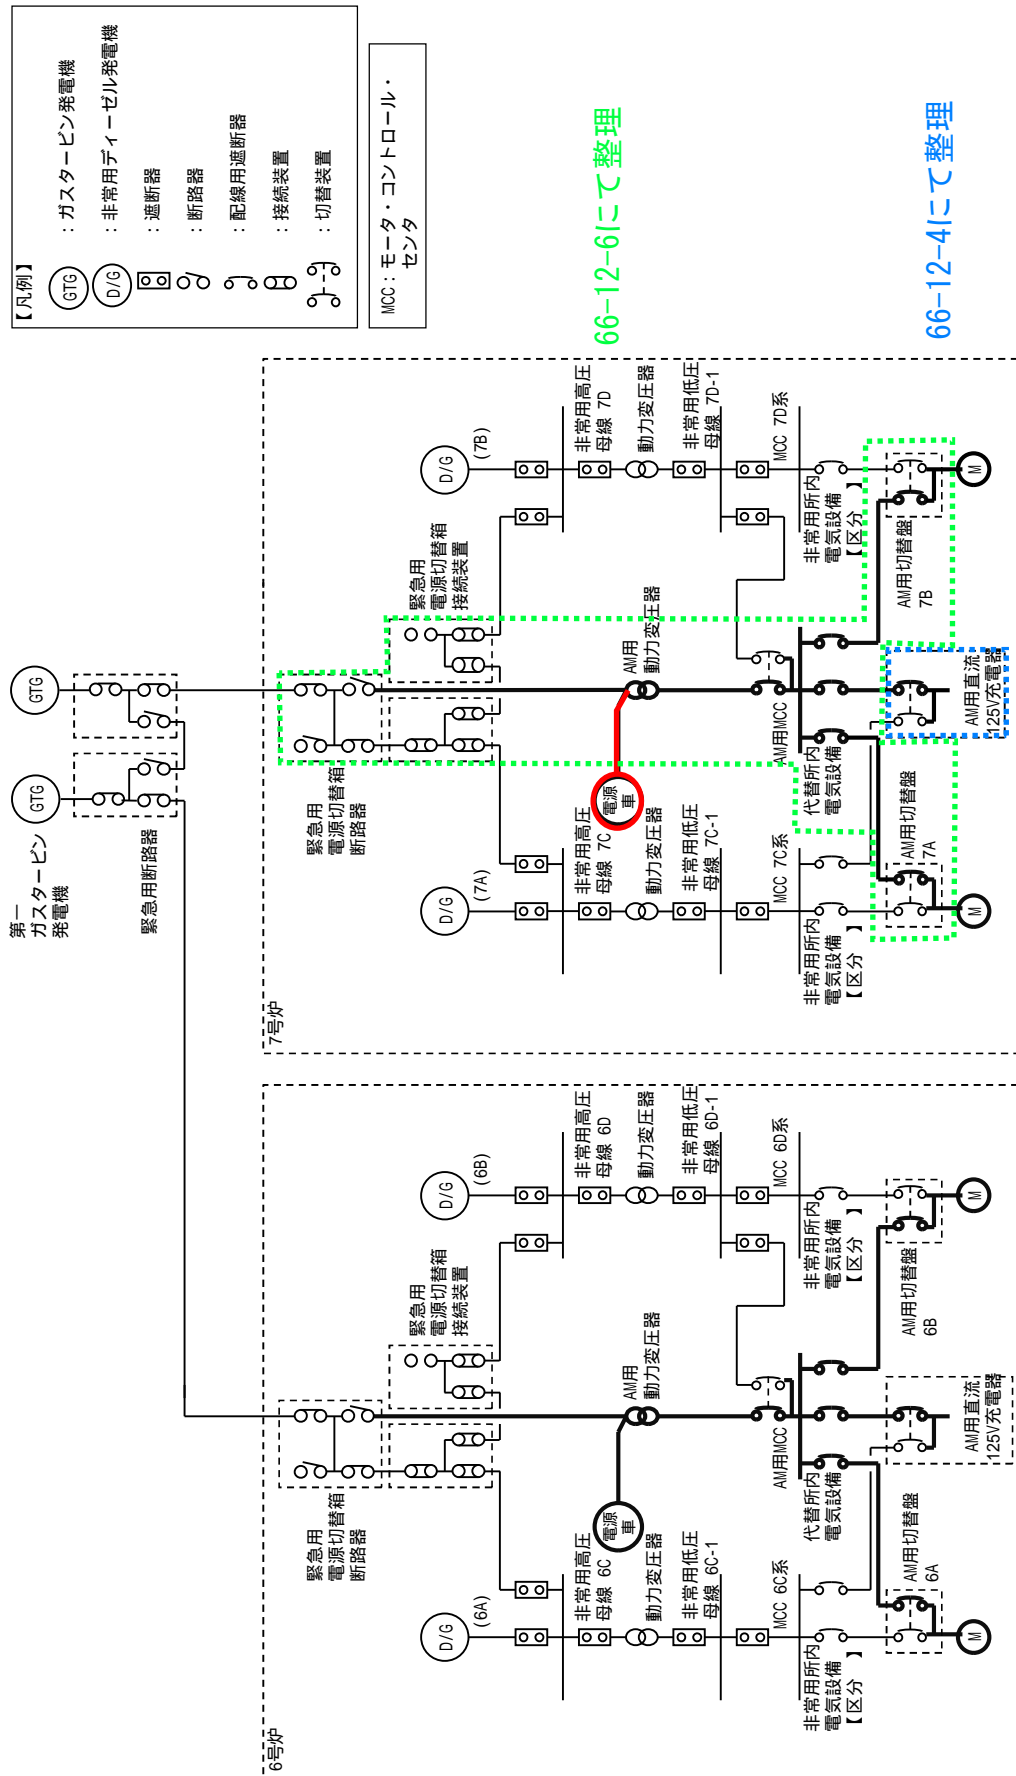 【凡例】
GTG
：ガスタービン発電機
D/G
：非常用ディーゼル発電機
：遮断器
：断路器
：配線用遮断器
：接続装置
：切替装置
MCC：モータ・コントロール・
センタ
66-12-6にて整理
66-12-4にて整理
第一
ガスタービン
発電機
GTG
GTG
緊急用断路器
7号炉
緊急用
電源切替箱
断路器
緊急用
電源切替箱
接続装置
D/G
(7A)
D/G
(7B)
非常用高圧
母線 7C
非常用高圧
母線 7D
電源
車
AM用
動力変圧器
動力変圧器
動力変圧器
非常用低圧
母線 7C-1
非常用低圧
母線 7D-1
MCC 7C系
AM用MCC
MCC 7D系
非常用所内
電気設備
【区分　】
代替所内
電気設備
非常用所内
電気設備
【区分　】
AM用切替盤
7A
AM用直流
125V充電器
AM用切替盤
7B
M
M
6号炉
緊急用
電源切替箱
断路器
緊急用
電源切替箱
接続装置
D/G
(6A)
D/G
(6B)
非常用高圧
母線 6C
非常用高圧
母線 6D
電源
車
AM用
動力変圧器
動力変圧器
動力変圧器
非常用低圧
母線 6C-1
非常用低圧
母線 6D-1
MCC 6C系
AM用MCC
MCC 6D系
非常用所内
電気設備
【区分　】
代替所内
電気設備
非常用所内
電気設備
【区分　】
AM用切替盤
6A
AM用直流
125V充電器
AM用切替盤
6B
M
M